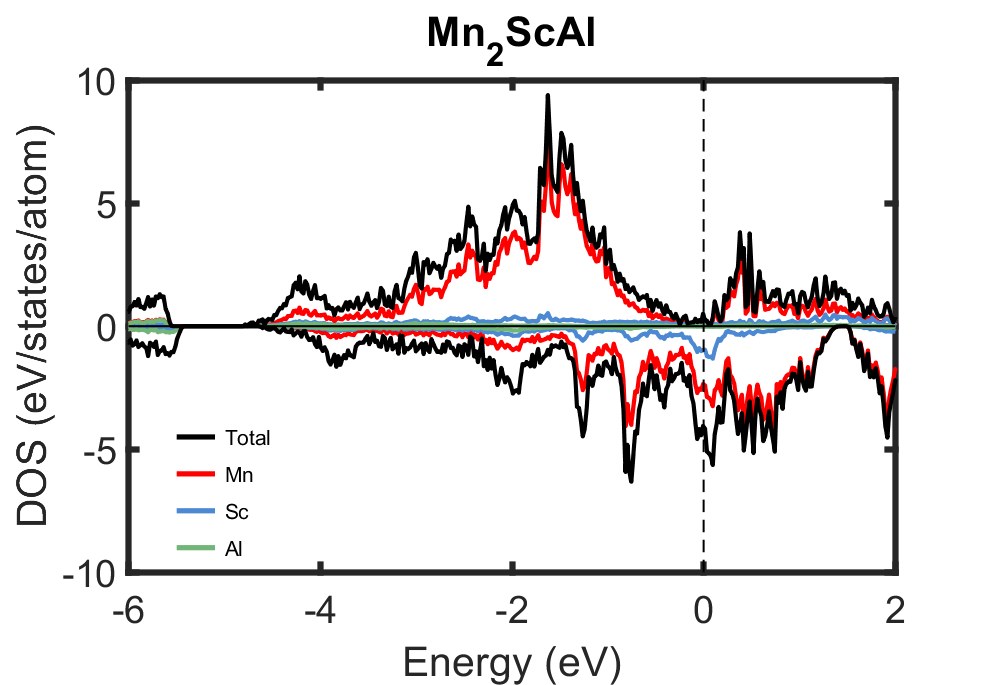 Mn2ScAl
DOS (eV/states/atom)
10
5
0
-5
-10
Total
Mn
Sc
Al
-6
-4
-2
0
2
Energy (eV)